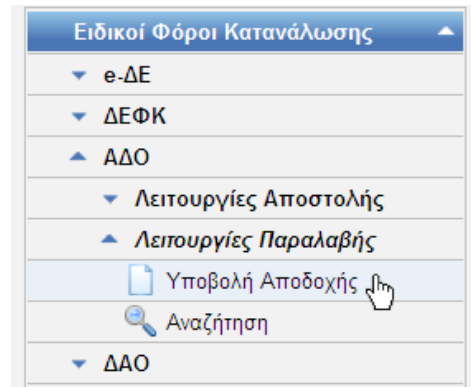 Ειδικοί Φόροι Κατανάλωσης
e-ΔΕ
ΔΕΦΚ
ΑΔΟ
Λειτουργίες Αποστολής
Λειτουργίες Παραλαβής
Υποβολή Αποδοχής
Αναζήτηση
ΔΑΟ